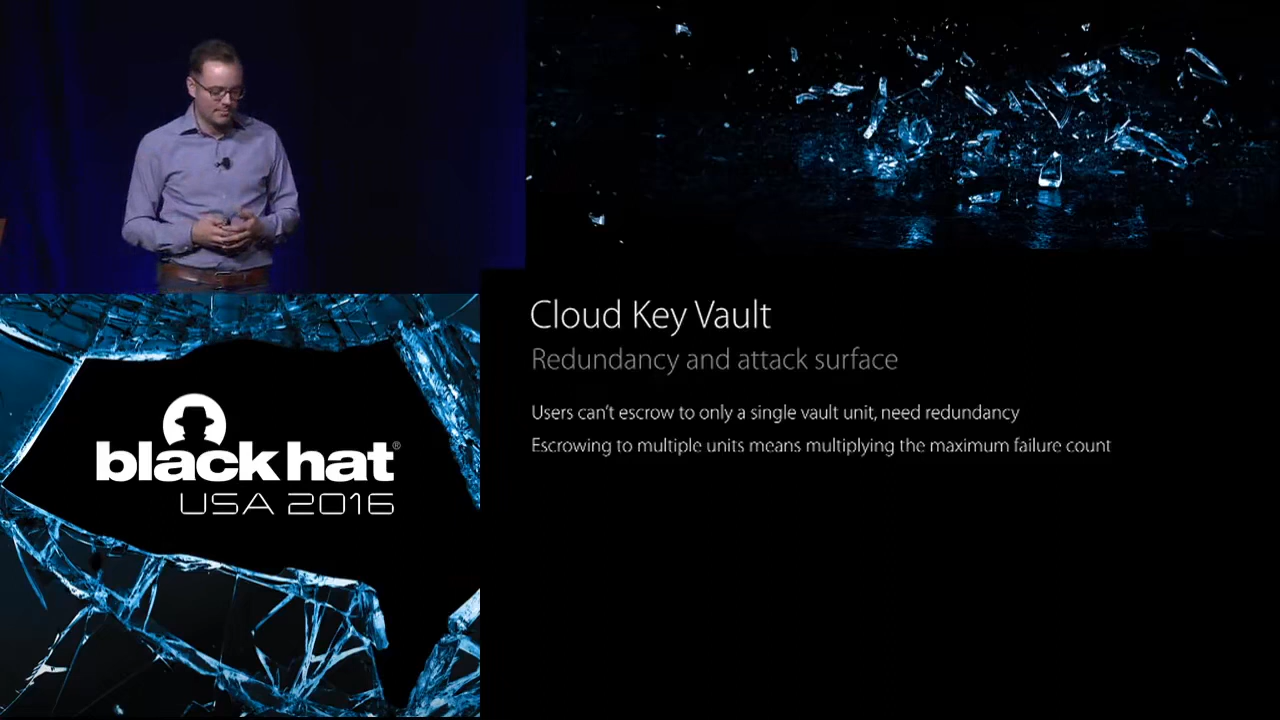 Cloud Key Vault
Redundancy and attack surface
Users can't escrow to only a single vault unit, need redundancy
Escrowing to multiple units means multiplying the maximum failure count
black hat®
USA 2016